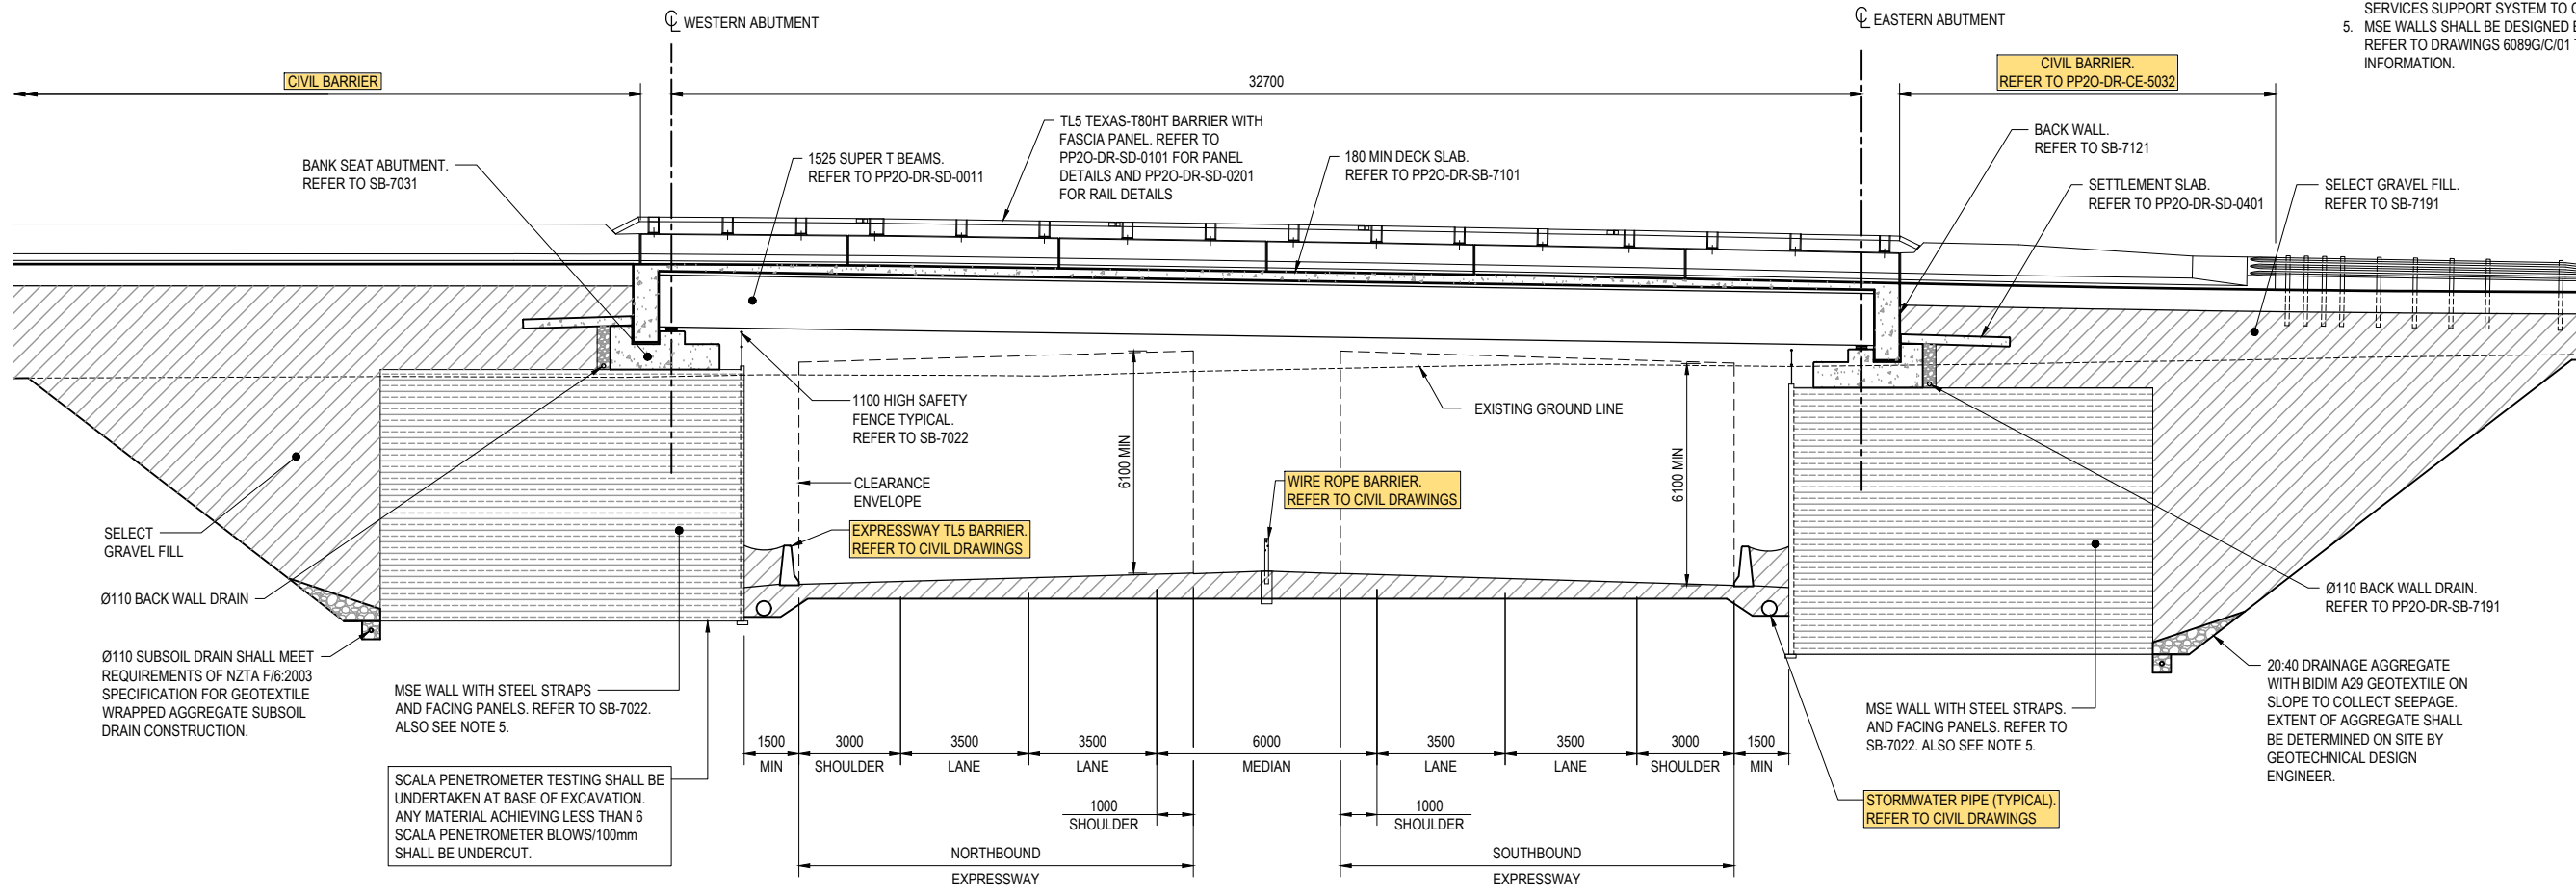 ℄ WESTERN ABUTMENT
℄ EASTERN ABUTMENT
SERVICES SUPPORT SYSTEM TO
5. MSE WALLS SHALL BE DESIGNED
REFER TO DRAWINGS 6089G/C/01
INFORMATION.
CIVIL BARRIER
32700
CIVIL BARRIER.
REFER TO PP2O-DR-CE-5032
BANK SEAT ABUTMENT.
REFER TO SB-7031
1525 SUPER T BEAMS.
REFER TO PP2O-DR-SD-0011
TL5 TEXAS-T80HT BARRIER WITH
FASCIA PANEL. REFER TO
PP2O-DR-SD-0101 FOR PANEL
DETAILS AND PP2O-DR-SD-0201
FOR RAIL DETAILS
180 MIN DECK SLAB.
REFER TO PP2O-DR-SB-7101
BACK WALL.
REFER TO SB-7121
SETTLEMENT SLAB.
REFER TO PP2O-DR-SD-0401
SELECT GRAVEL FILL.
REFER TO SB-7191
1100 HIGH SAFETY
FENCE TYPICAL.
REFER TO SB-7022
EXISTING GROUND LINE
6100 MIN
6100 MIN
CLEARANCE
ENVELOPE
WIRE ROPE BARRIER.
REFER TO CIVIL DRAWINGS
EXPRESSWAY TL5 BARRIER.
REFER TO CIVIL DRAWINGS
SELECT
GRAVEL FILL
Ø110 BACK WALL DRAIN
Ø110 BACK WALL DRAIN.
REFER TO PP2O-DR-SB-7191
Ø110 SUBSOIL DRAIN SHALL MEET
REQUIREMENTS OF NZTA F/6:2003
SPECIFICATION FOR GEOTEXTILE
WRAPPED AGGREGATE SUBSOIL
DRAIN CONSTRUCTION.
MSE WALL WITH STEEL STRAPS
AND FACING PANELS. REFER TO SB-7022.
ALSO SEE NOTE 5.
MSE WALL WITH STEEL STRAPS.
AND FACING PANELS. REFER TO
SB-7022. ALSO SEE NOTE 5.
20:40 DRAINAGE AGGREGATE
WITH BIDIM A29 GEOTEXTILE ON
SLOPE TO COLLECT SEEPAGE.
EXTENT OF AGGREGATE SHALL
BE DETERMINED ON SITE BY
GEOTECHNICAL DESIGN
ENGINEER.
1500 3000 3500 3500 6000 3500 3500 3000 1500
MIN SHOULDER LANE LANE MEDIAN LANE LANE SHOULDER MIN
SCALA PENETROMETER TESTING SHALL BE
UNDERTAKEN AT BASE OF EXCAVATION.
ANY MATERIAL ACHIEVING LESS THAN 6
SCALA PENETROMETER BLOWS/100mm
SHALL BE UNDERCUT.
1000 1000
SHOULDER SHOULDER
STORMWATER PIPE (TYPICAL).
REFER TO CIVIL DRAWINGS
NORTHBOUND SOUTHBOUND
EXPRESSWAY EXPRESSWAY